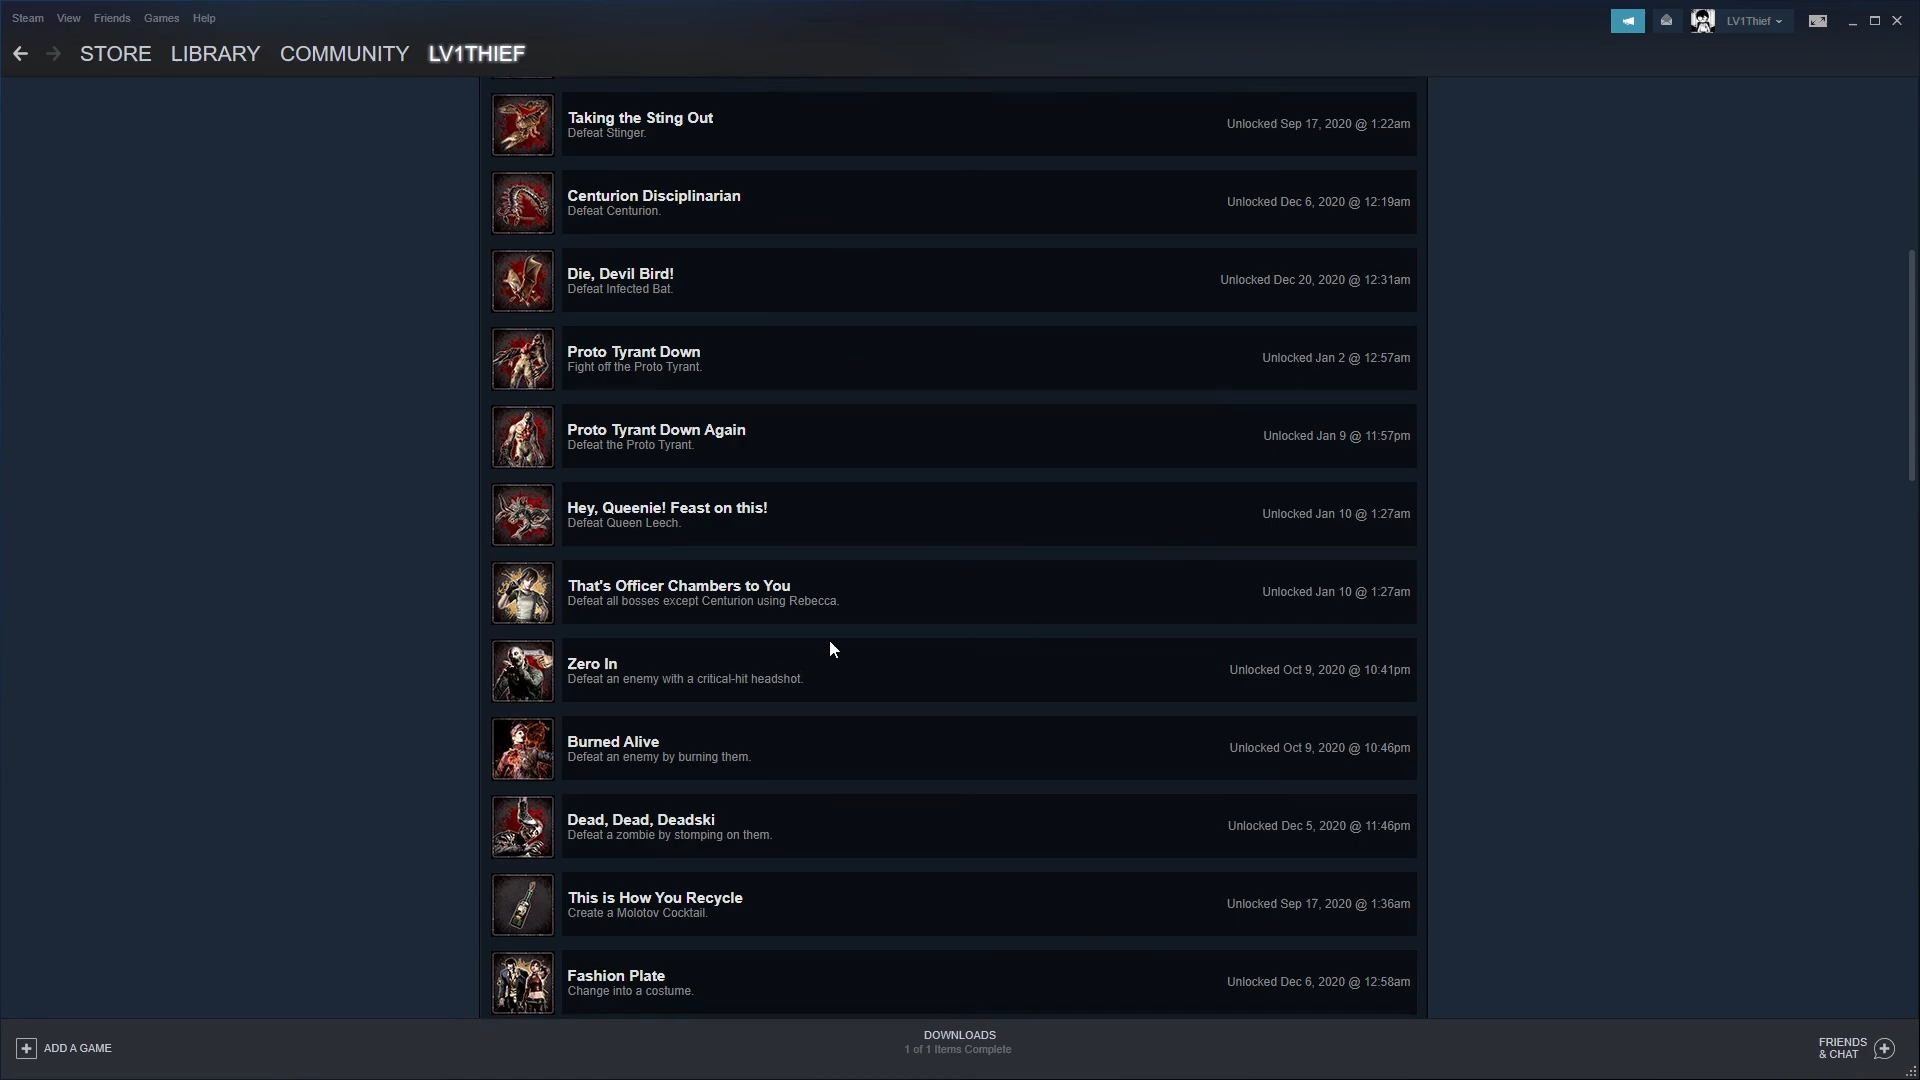 Steam View Friends Games Help
LV1Thief
STORE LIBRARY COMMUNITY LV1THIEF
Taking the Sting Out
Defeat Stinger.
Unlocked Sep 17, 2020 @ 1:22am
Centurion Disciplinarian
Defeat Centurion.
Unlocked Dec 6, 2020 @ 12:19am
Die, Devil Bird!
Defeat Infected Bat.
Unlocked Dec 20, 2020 @ 12:31am
Proto Tyrant Down
Fight off the Proto Tyrant.
Unlocked Jan 2 @ 12:57am
Proto Tyrant Down Again
Defeat the Proto Tyrant.
Unlocked Jan 9 @ 11:57pm
Hey, Queenie! Feast on this!
Defeat Queen Leech.
Unlocked Jan 10 @ 1:27am
That's Officer Chambers to You
Defeat all bosses except Centurion using Rebecca.
Unlocked Jan 10 @ 1:27am
Zero In
Defeat an enemy with a critical-hit headshot.
Unlocked Oct 9, 2020 @ 10:41pm
Burned Alive
Defeat an enemy by burning them.
Unlocked Oct 9, 2020 @ 10:46pm
Dead, Dead, Deadski
Defeat a zombie by stomping on them.
Unlocked Dec 5, 2020 @ 11:46pm
This is How You Recycle
Create a Molotov Cocktail.
Unlocked Sep 17, 2020 @ 1:36am
Fashion Plate
Change into a costume.
Unlocked Dec 6, 2020 @ 12:58am
ADD A GAME
DOWNLOADS
1 of 1 Items Complete
FRIENDS
& CHAT